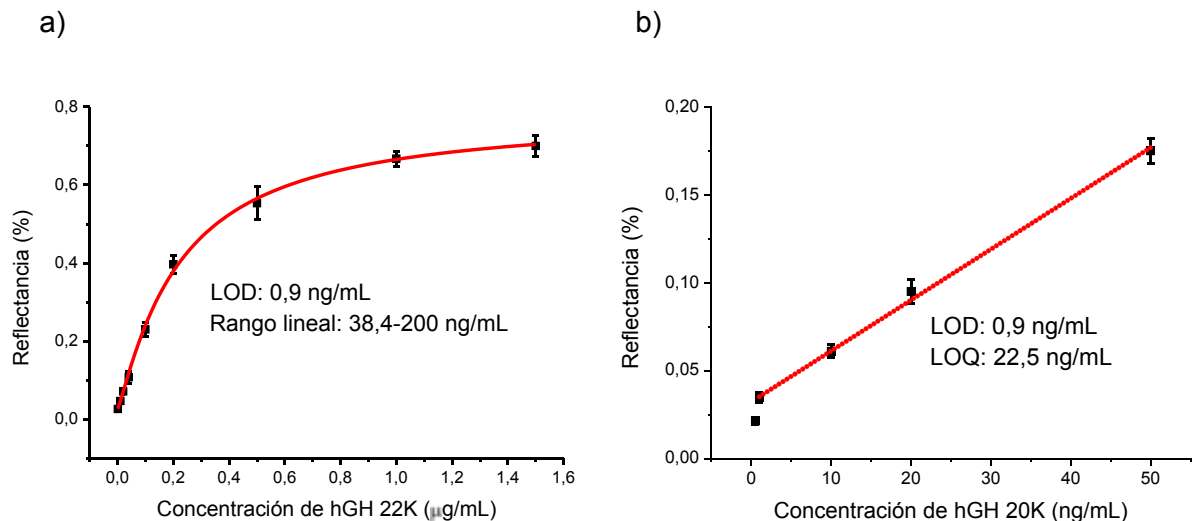 a)
0,8
0,6
0,4
0,2
0,0
Reflectancia (%)
LOD: 0,9 ng/mL
Rango lineal: 38,4-200 ng/mL
0,0 0,2 0,4 0,6 0,8 1,0 1,2 1,4 1,6
Concentración de hGH 22K (μg/mL)
b)
0,20
0,15
0,10
0,05
0,00
Reflectancia (%)
LOD: 0,9 ng/mL
LOQ: 22,5 ng/mL
0 10 20 30 40 50
Concentración de hGH 20K (ng/mL)